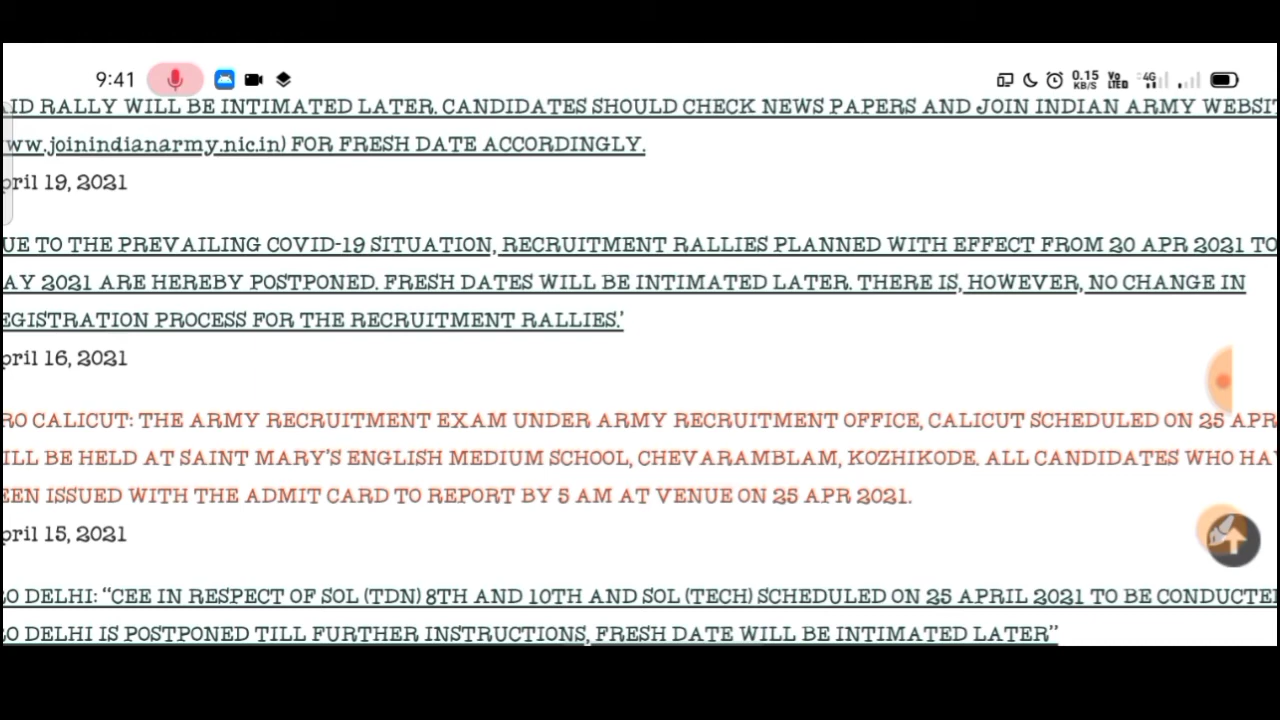 9:41
0.15 KB/S Vo LTED 4G
ID RALLY WILL BE INTIMATED LATER. CANDIDATES SHOULD CHECK NEWS PAPERS AND JOIN INDIAN ARMY WEBSIT
ww.joinindianarmy.nic.in) FOR FRESH DATE ACCORDINGLY.
pril 19, 2021
UE TO THE PREVAILING COVID-19 SITUATION, RECRUITMENT RALLIES PLANNED WITH EFFECT FROM 20 APR 2021 TO
AY 2021 ARE HEREBY POSTPONED. FRESH DATES WILL BE INTIMATED LATER. THERE IS, HOWEVER, NO CHANGE IN
EGISTRATION PROCESS FOR THE RECRUITMENT RALLIES.'
pril 16, 2021
RO CALICUT: THE ARMY RECRUITMENT EXAM UNDER ARMY RECRUITMENT OFFICE, CALICUT SCHEDULED ON 25 APR
ILL BE HELD AT SAINT MARY'S ENGLISH MEDIUM SCHOOL, CHEVARAMBLAM, KOZHIKODE. ALL CANDIDATES WHO HA
EEN ISSUED WITH THE ADMIT CARD TO REPORT BY 5 AM AT VENUE ON 25 APR 2021.
pril 15, 2021
RO DELHI: “CEE IN RESPECT OF SOL (TDN) 8TH AND 10TH AND SOL (TECH) SCHEDULED ON 25 APRIL 2021 TO BE CONDUCTE
RO DELHI IS POSTPONED TILL FURTHER INSTRUCTIONS, FRESH DATE WILL BE INTIMATED LATER”